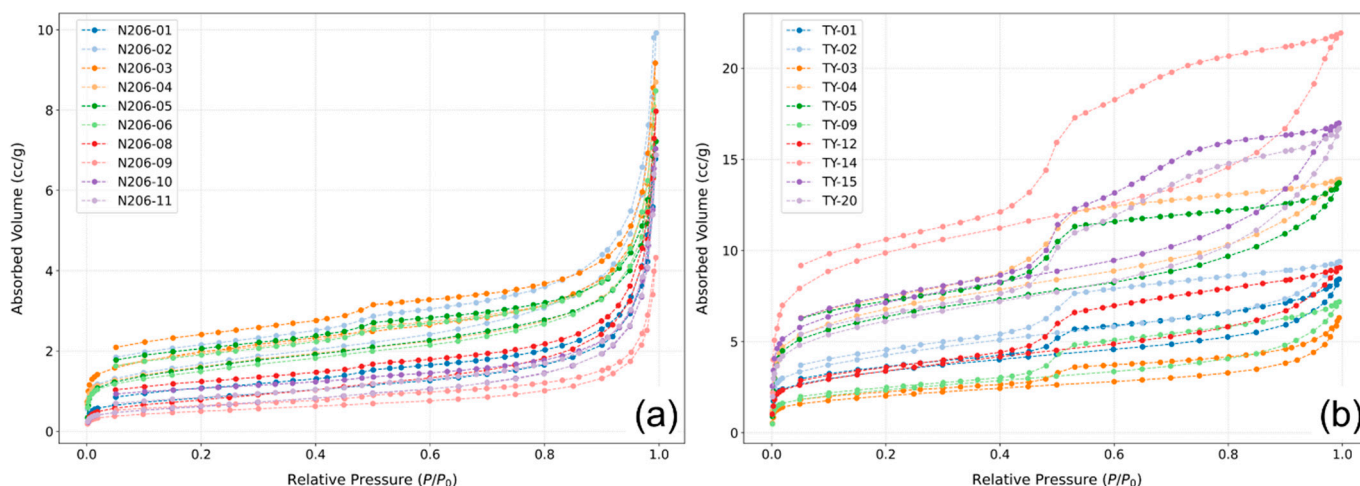 N206-01
N206-02
N206-03
N206-04
N206-05
N206-06
N206-08
N206-09
N206-10
N206-11
10
8
6
4
2
0
Absorbed Volume (cc/g)
0.0 0.2 0.4 0.6 0.8 1.0
Relative Pressure (P/P0)
(a)
TY-01
TY-02
TY-03
TY-04
TY-05
TY-09
TY-12
TY-14
TY-15
TY-20
20
15
10
5
0
Absorbed Volume (cc/g)
0.0 0.2 0.4 0.6 0.8 1.0
Relative Pressure (P/P0)
(b)